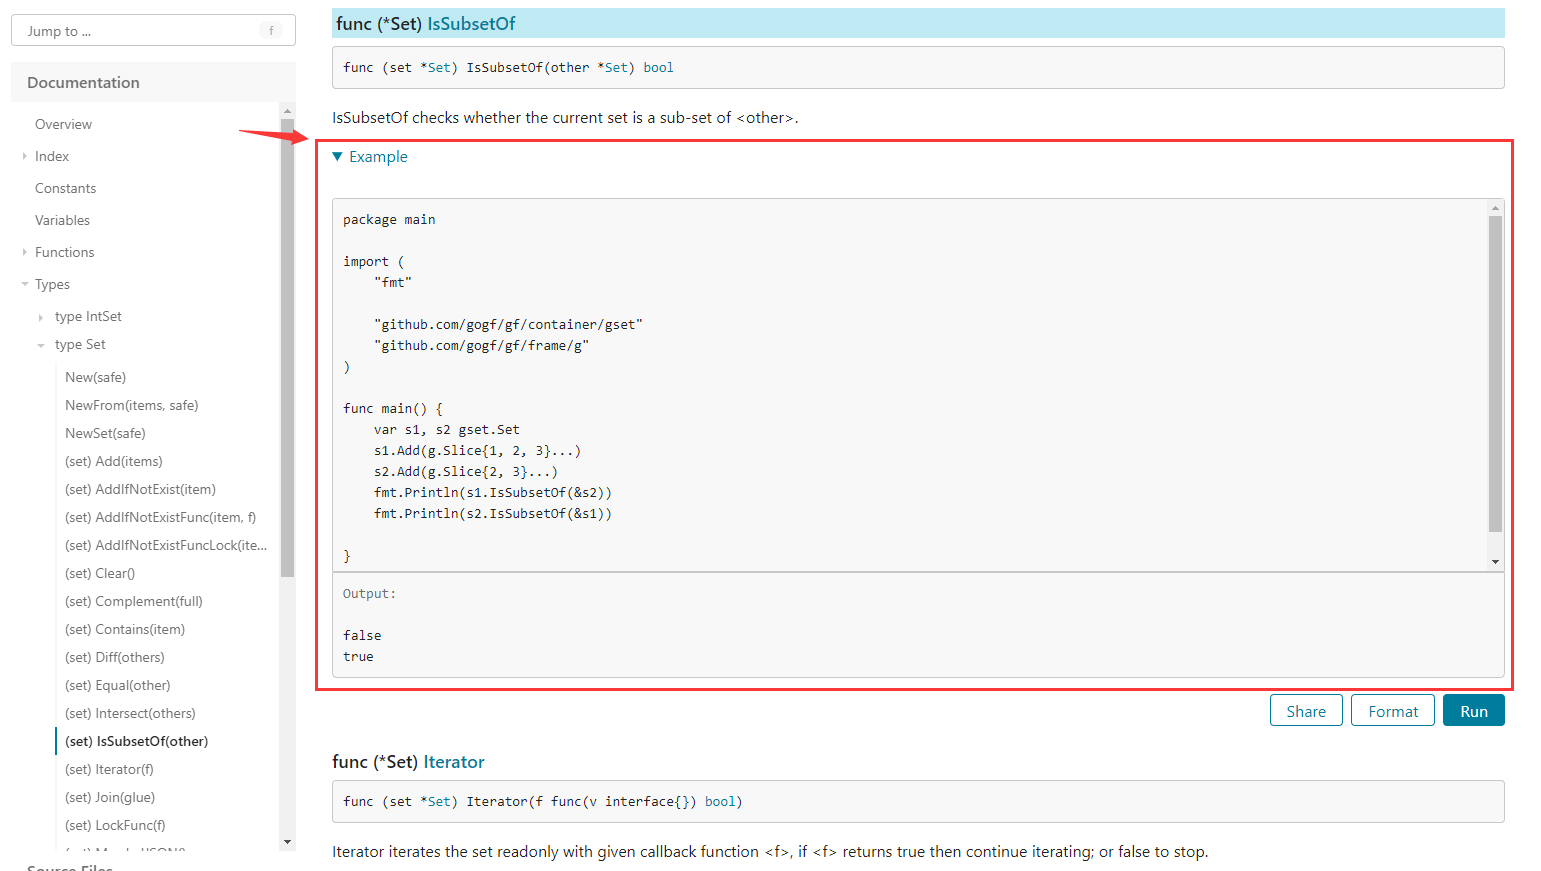 Jump to ...
f
Documentation
Overview
Index
Constants
Variables
Functions
Types
type IntSet
type Set
New(safe)
NewFrom(items, safe)
NewSet(safe)
(set) Add(items)
(set) AddIfNotExist(item)
(set) AddIfNotExistFunc(item, f)
(set) AddIfNotExistFuncLock(ite...
(set) Clear()
(set) Complement(full)
(set) Contains(item)
(set) Diff(others)
(set) Equal(other)
(set) Intersect(others)
(set) IsSubsetOf(other)
(set) Iterator(f)
(set) Join(glue)
(set) LockFunc(f)
Source Files
func (*Set) IsSubsetOf
func (set *Set) IsSubsetOf(other *Set) bool
IsSubsetOf checks whether the current set is a sub-set of <other>.
▼ Example
package main
import (
"fmt"
"github.com/gogf/gf/container/gset"
"github.com/gogf/gf/frame/g"
)
func main() {
var s1, s2 gset.Set
s1.Add(g.Slice{1, 2, 3}...)
s2.Add(g.Slice{2, 3}...)
fmt.Println(s1.IsSubsetOf(&s2))
fmt.Println(s2.IsSubsetOf(&s1))
}
Output:
false
true
Share
Format
Run
func (*Set) Iterator
func (set *Set) Iterator(f func(v interface{}) bool)
Iterator iterates the set readonly with given callback function <f>, if <f> returns true then continue iterating; or false to stop.